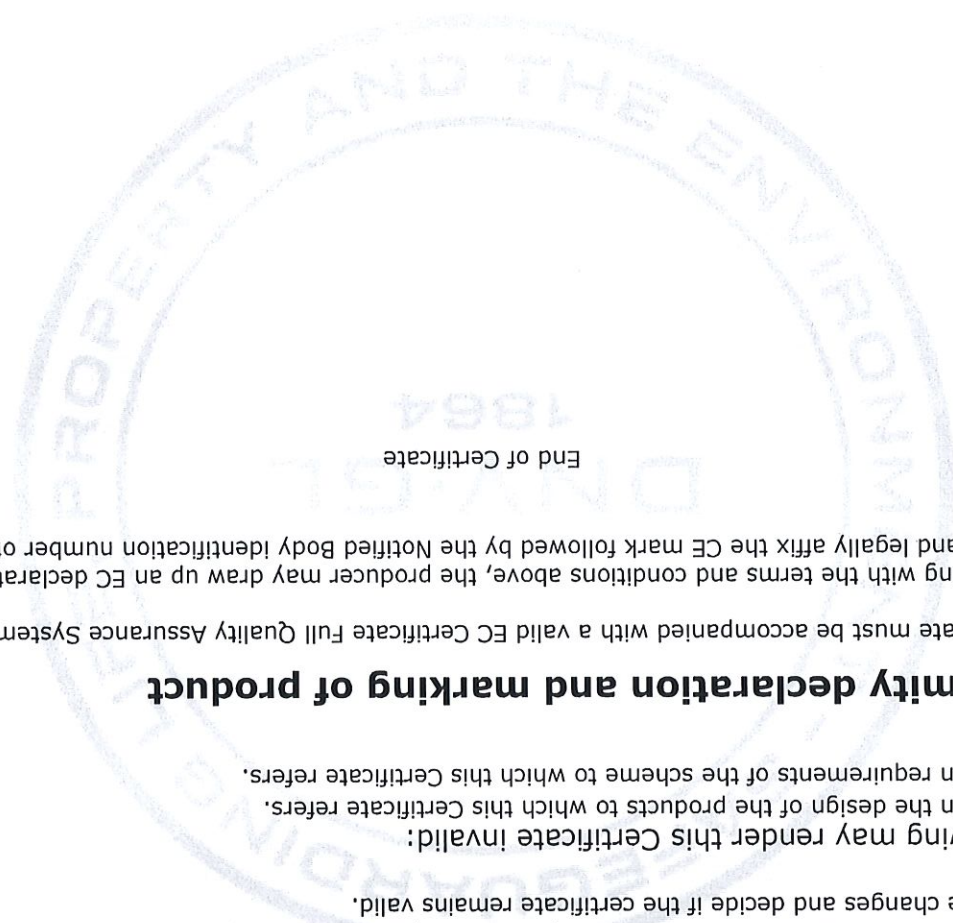 e changes and decide if the certificate remains valid.
wing may render this Certificate invalid:
n the design of the products to which this Certificate refers.
n requirements of the scheme to which this Certificate refers.
mity declaration and marking of product
ate must be accompanied with a valid EC Certificate Full Quality Assurance System
ng with the terms and conditions above, the producer may draw up an EC declarat
and legally affix the CE mark followed by the Notified Body identification number o
End of Certificate
DNV·GL
1864
PROPERTY AND THE